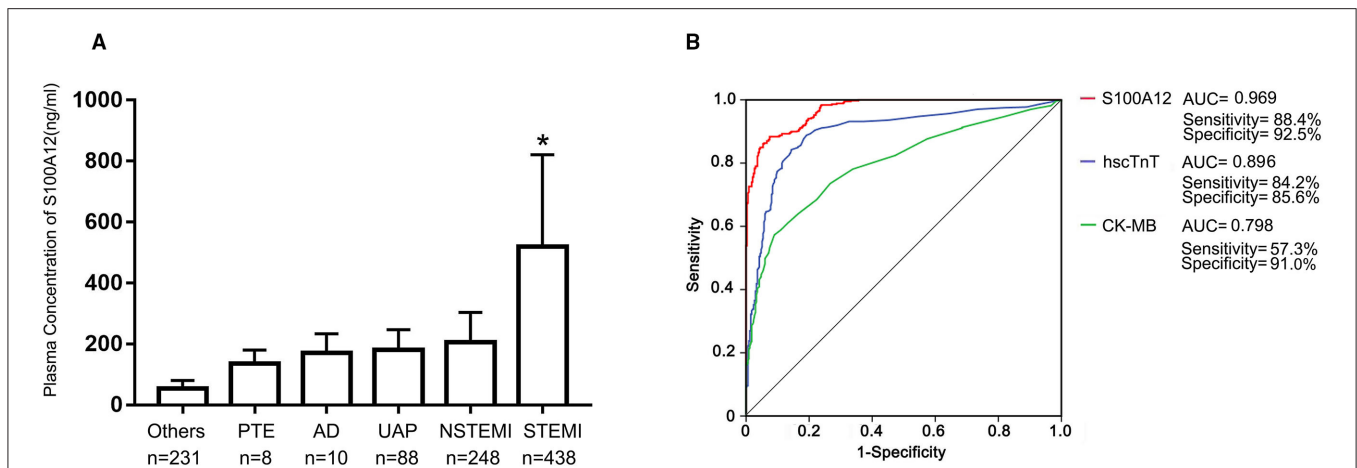 A
Plasma Concentration of S100A12(ng/ml)
1000
800
600
400
200
0
*
Others PTE AD UAP NSTEMI STEMI
n=231 n=8 n=10 n=88 n=248 n=438
B
Sensitivity
1.0
0.8
0.6
0.4
0.2
0
0 0.2 0.4 0.6 0.8 1.0
1-Specificity
S100A12 AUC= 0.969
Sensitivity= 88.4%
Specificity= 92.5%
hscTnT AUC= 0.896
Sensitivity= 84.2%
Specificity= 85.6%
CK-MB AUC= 0.798
Sensitivity=57.3%
Specificity=91.0%